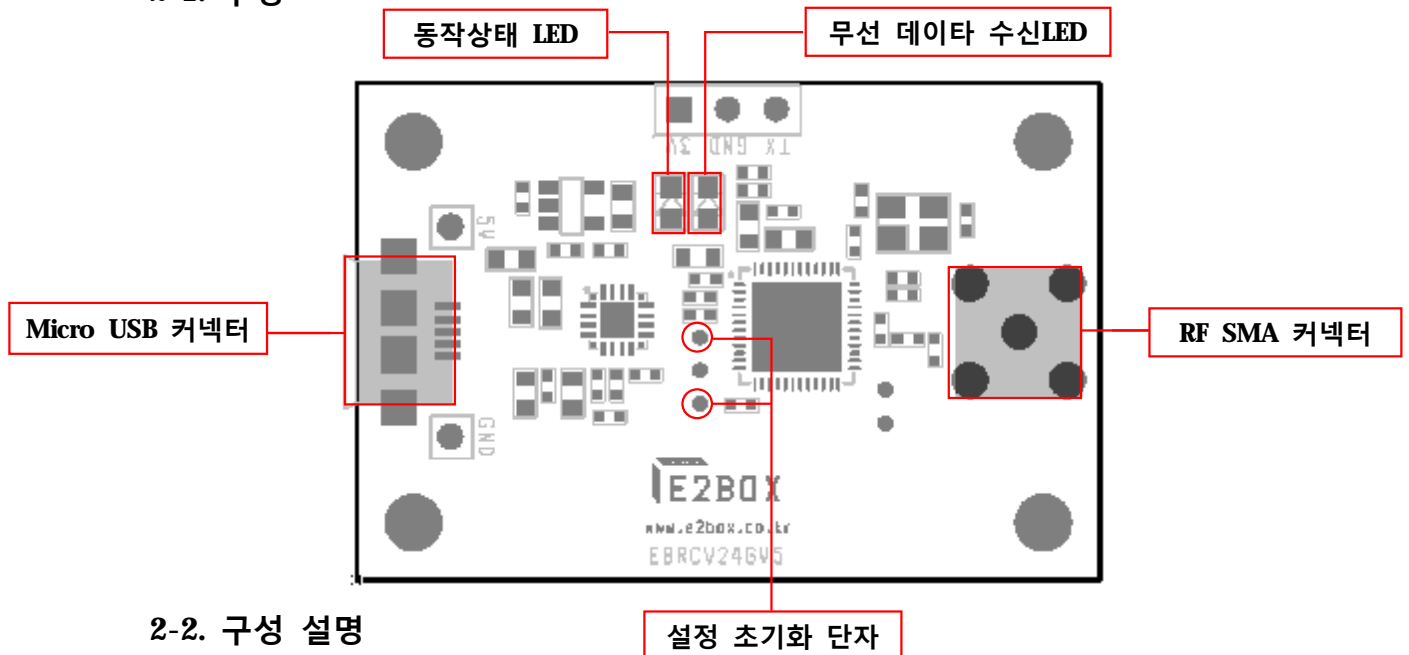 동작상태 LED
무선 데이타 수신LED
3V GND TX
5V
Micro USB 커넥터
RF SMA 커넥터
GND
E2BOX
www.e2box.co.kr
EBRCV24GV5
2-2. 구성 설명
설정 초기화 단자